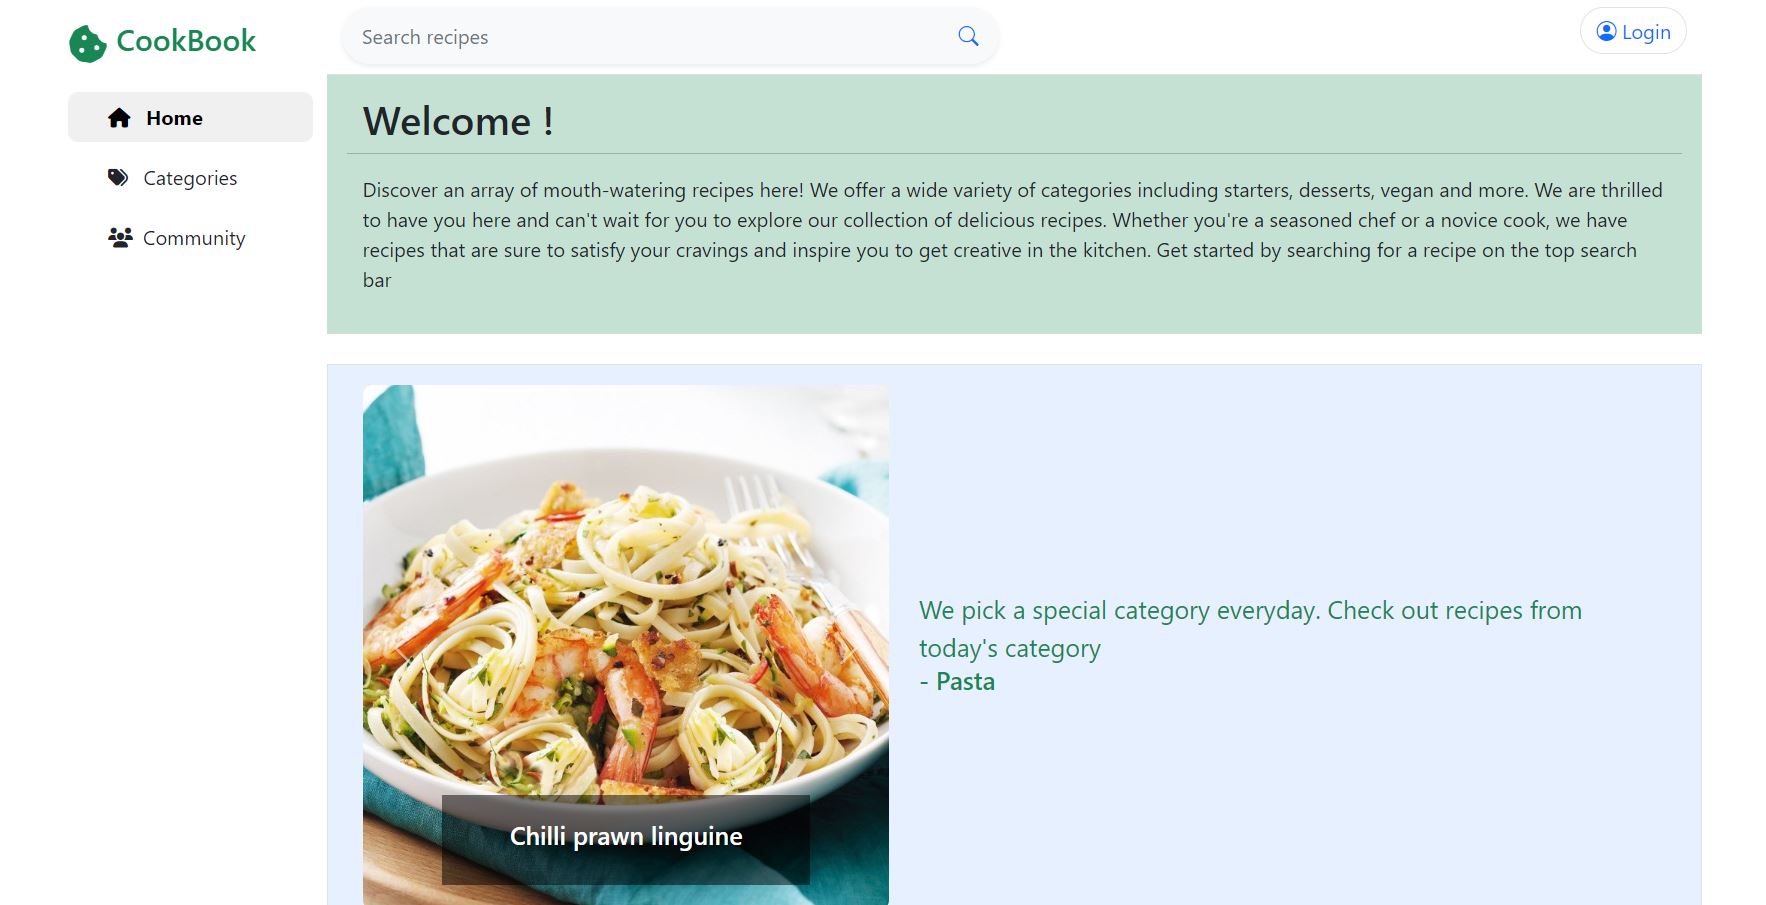 CookBook
Search recipes
Login
Home
Categories
Community
Welcome !
Discover an array of mouth-watering recipes here! We offer a wide variety of categories including starters, desserts, vegan and more. We are thrilled
to have you here and can't wait for you to explore our collection of delicious recipes. Whether you're a seasoned chef or a novice cook, we have
recipes that are sure to satisfy your cravings and inspire you to get creative in the kitchen. Get started by searching for a recipe on the top search
bar
We pick a special category everyday. Check out recipes from
today's category
- Pasta
Chilli prawn linguine